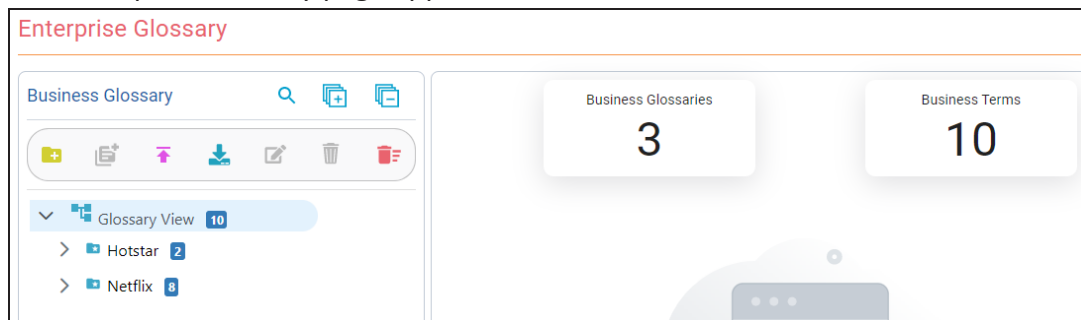 Enterprise Glossary
Business Glossary
Glossary View 10
Hotstar 2
Netflix 8
Business Glossaries
3
Business Terms
10